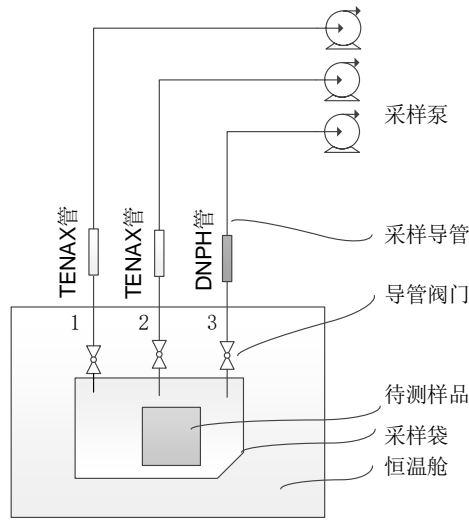 采样泵
TENAX管
TENAX管
DNPH管
采样导管
导管阀门
1
2
3
待测样品
采样袋
恒温舱